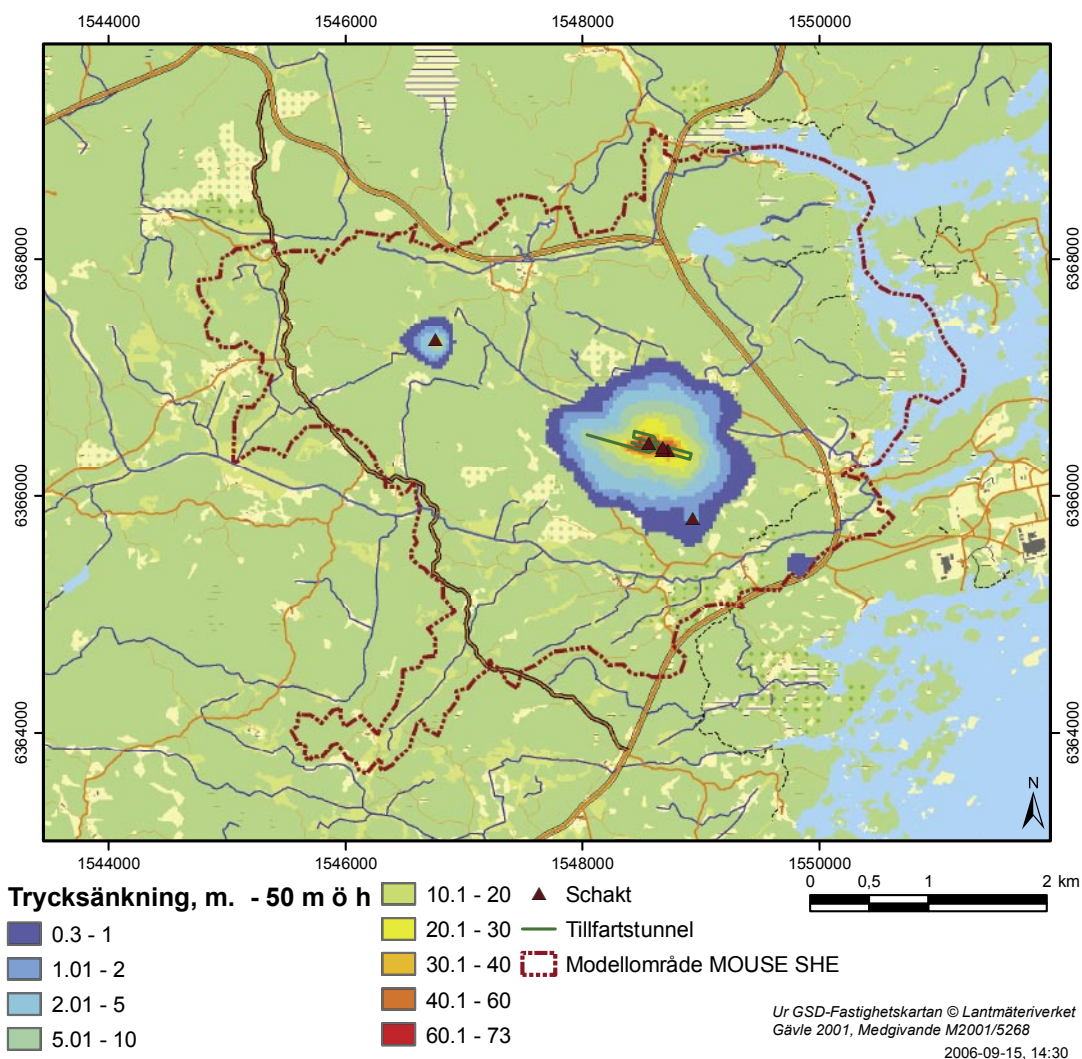 1544000 1546000 1548000 1550000
6368000 6368000
6366000 6366000
6364000 6364000
N
1544000 1546000 1548000 1550000
Trycksänkning, m. - 50 m ö h
0.3 - 1
1.01 - 2
2.01 - 5
5.01 - 10
10.1 - 20
20.1 - 30
30.1 - 40
40.1 - 60
60.1 - 73
Schakt
Tillfartstunnel
Modellområde MOUSE SHE
0 0,5 1 2 km
Ur GSD-Fastighetskartan © Lantmäteriverket
Gävle 2001, Medgivande M2001/5268
2006-09-15, 14:30